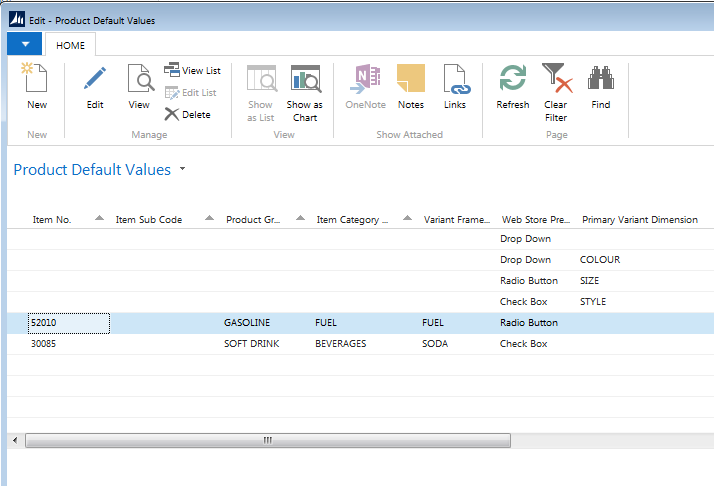 Edit - Product Default Values
HOME
New
Edit
View
View List
Edit List
Delete
Show as List
Show as Chart
OneNote
Notes
Links
Refresh
Clear Filter
Find
New
Manage
View
Show Attached
Page
Product Default Values
Item No. Item Sub Code Product Gr... Item Category ... Variant Frame... Web Store Pre... Primary Variant Dimension
Drop Down
Drop Down COLOUR
Radio Button SIZE
Check Box STYLE
52010 GASOLINE FUEL FUEL Radio Button
30085 SOFT DRINK BEVERAGES SODA Check Box